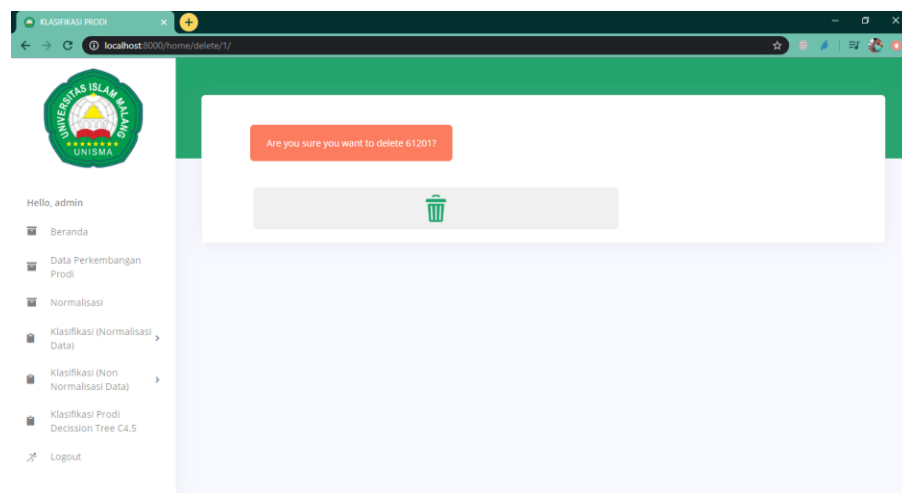 KLASIFIKASI PRODI
localhost:8000/home/delete/1/
UNIVERSITAS ISLAM MALANG
UNISMA
Are you sure you want to delete 61201?
Hello, admin
Beranda
Data Perkembangan
Prodi
Normalisasi
Klasifikasi (Normalisasi
Data)
Klasifikasi (Non
Normalisasi Data)
Klasifikasi Prodi
Decission Tree C4.5
Logout